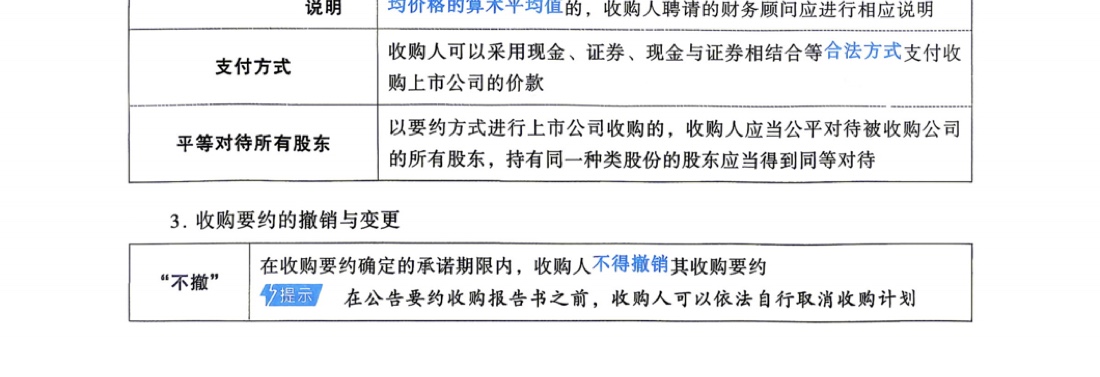 说明
均价格的算术平均值的，收购人聘请的财务顾问应进行相应说明
支付方式
收购人可以采用现金、证券、现金与证券相结合等合法方式支付收
购上市公司的价款
平等对待所有股东
以要约方式进行上市公司收购的，收购人应当公平对待被收购公司
的所有股东，持有同一种类股份的股东应当得到同等对待
3. 收购要约的撤销与变更
“不撤”
在收购要约确定的承诺期限内，收购人不得撤销其收购要约
提示 在公告要约收购报告书之前，收购人可以依法自行取消收购计划